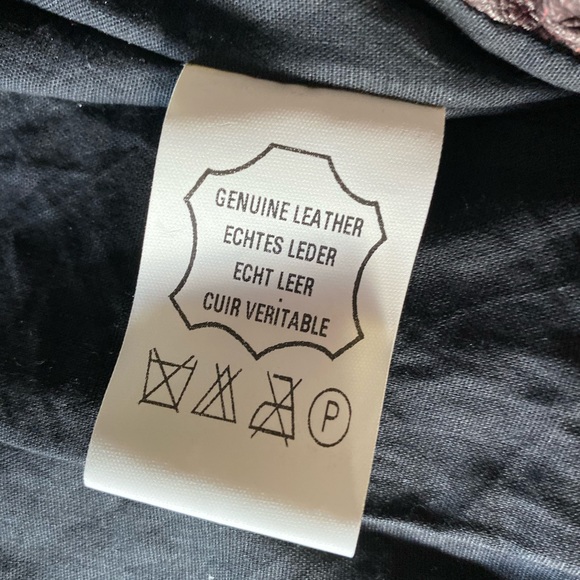 GENUINE LEATHER
ECHTES LEDER
ECHT LEER
CUIR VERITABLE
P